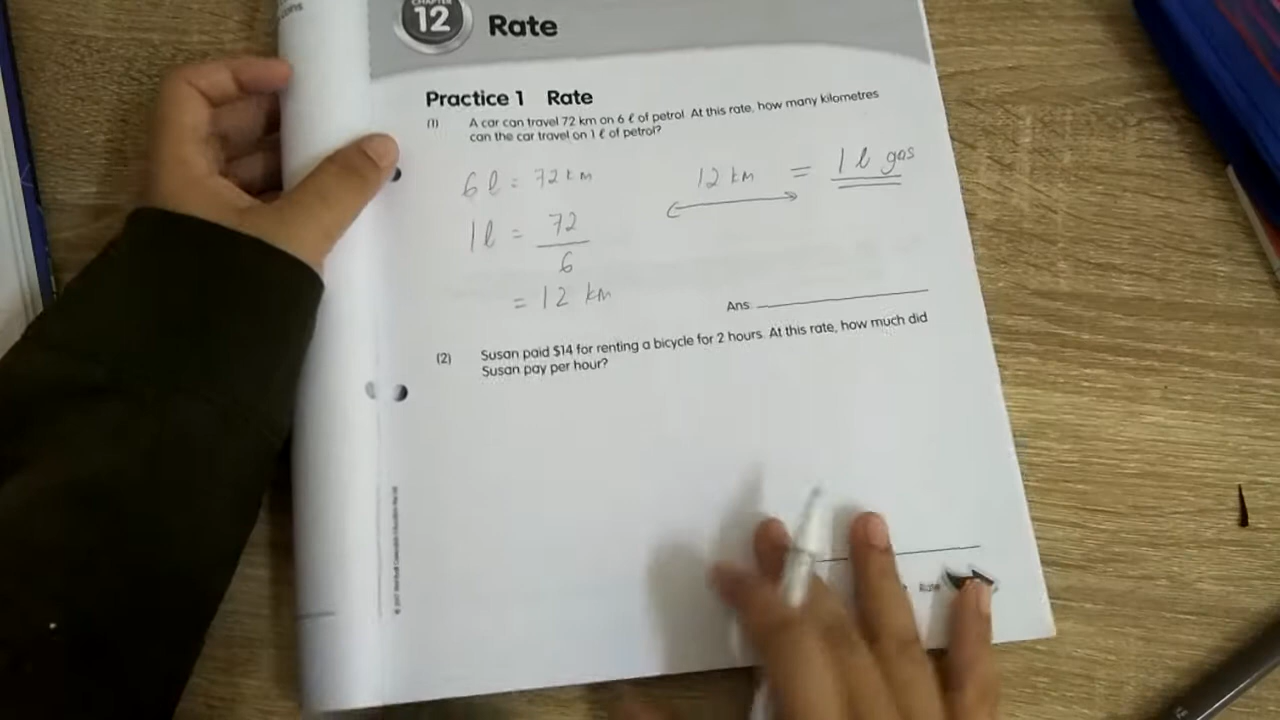 CHAPTER
12 Rate
Practice 1 Rate
(1) A car can travel 72 km on 6 ℓ of petrol. At this rate, how many kilometres
can the car travel on 1 ℓ of petrol?
6 ℓ = 72 km
12 km = 1 ℓ gas
1 ℓ = 72
6
= 12 km
Ans
(2) Susan paid $14 for renting a bicycle for 2 hours. At this rate, how much did
Susan pay per hour?
Rate